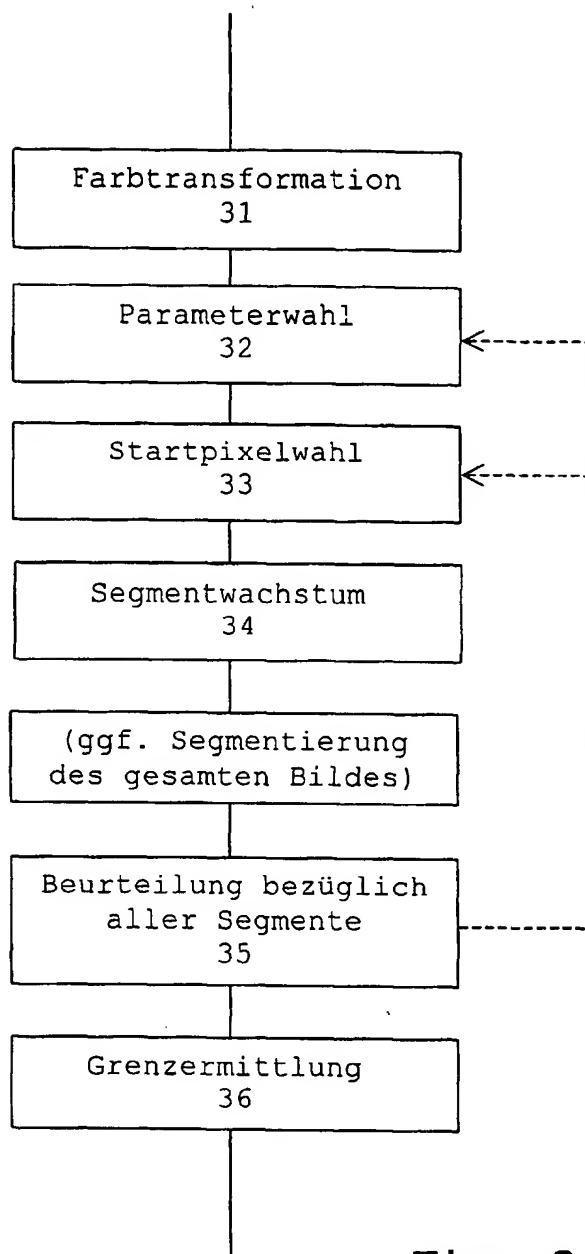 Farbtransformation
31
Parameterwahl
32
Startpixelwahl
33
Segmentwachstum
34
(ggf. Segmentierung
des gesamten Bildes)
Beurteilung bezüglich
aller Segmente
35
Grenzermittlung
36